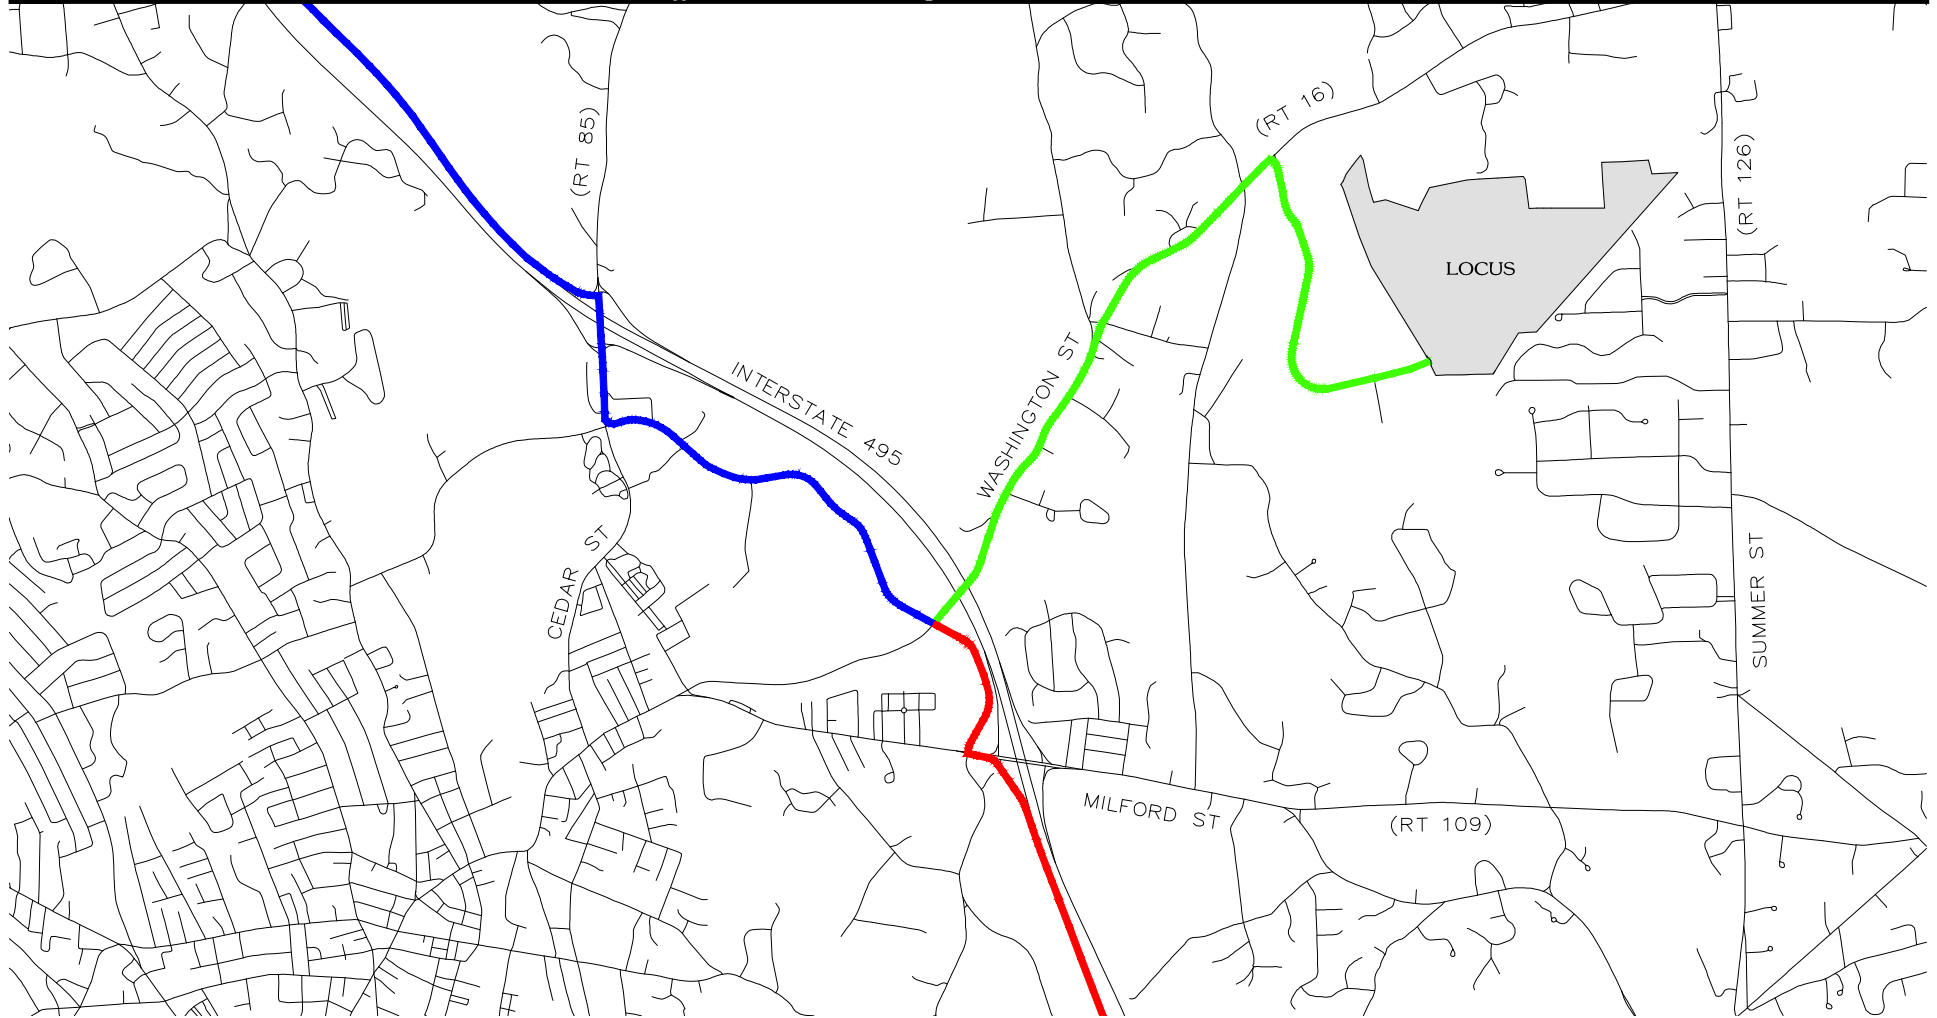 (RT 85)
(RT 16)
(RT 126)
LOCUS
INTERSTATE 495
WASHINGTON ST
CEDAR ST
SUMMER ST
MILFORD ST
(RT 109)